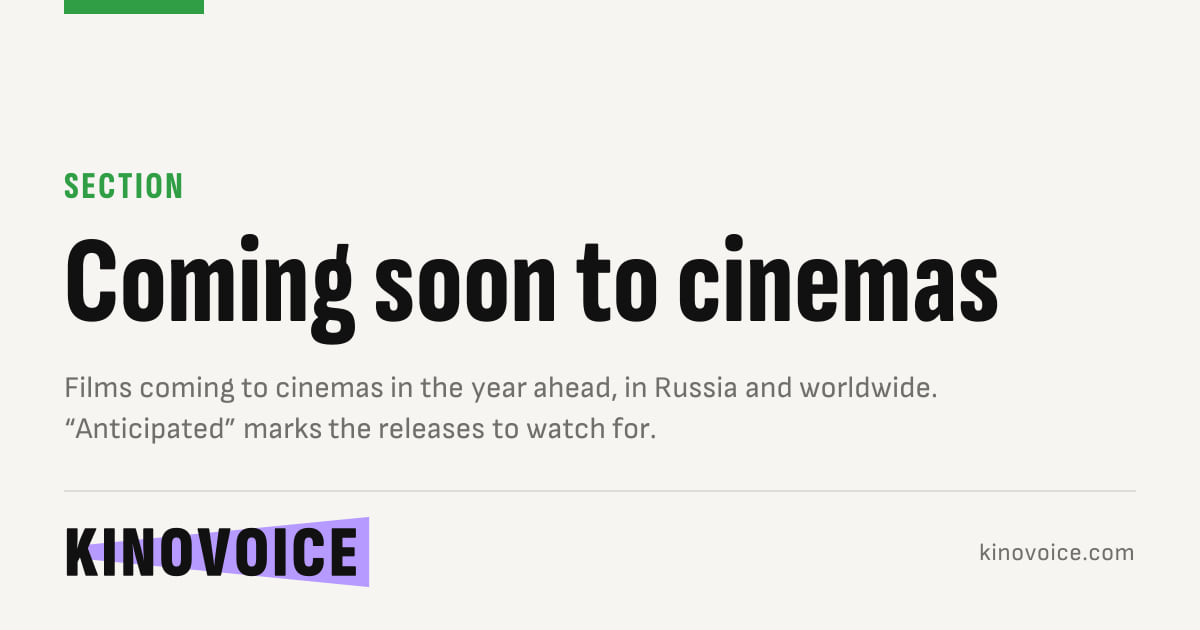 SECTION
Coming soon to cinemas
Films coming to cinemas in the year ahead, in Russia and worldwide.
“Anticipated” marks the releases to watch for.
KINOVOICE
kinovoice.com